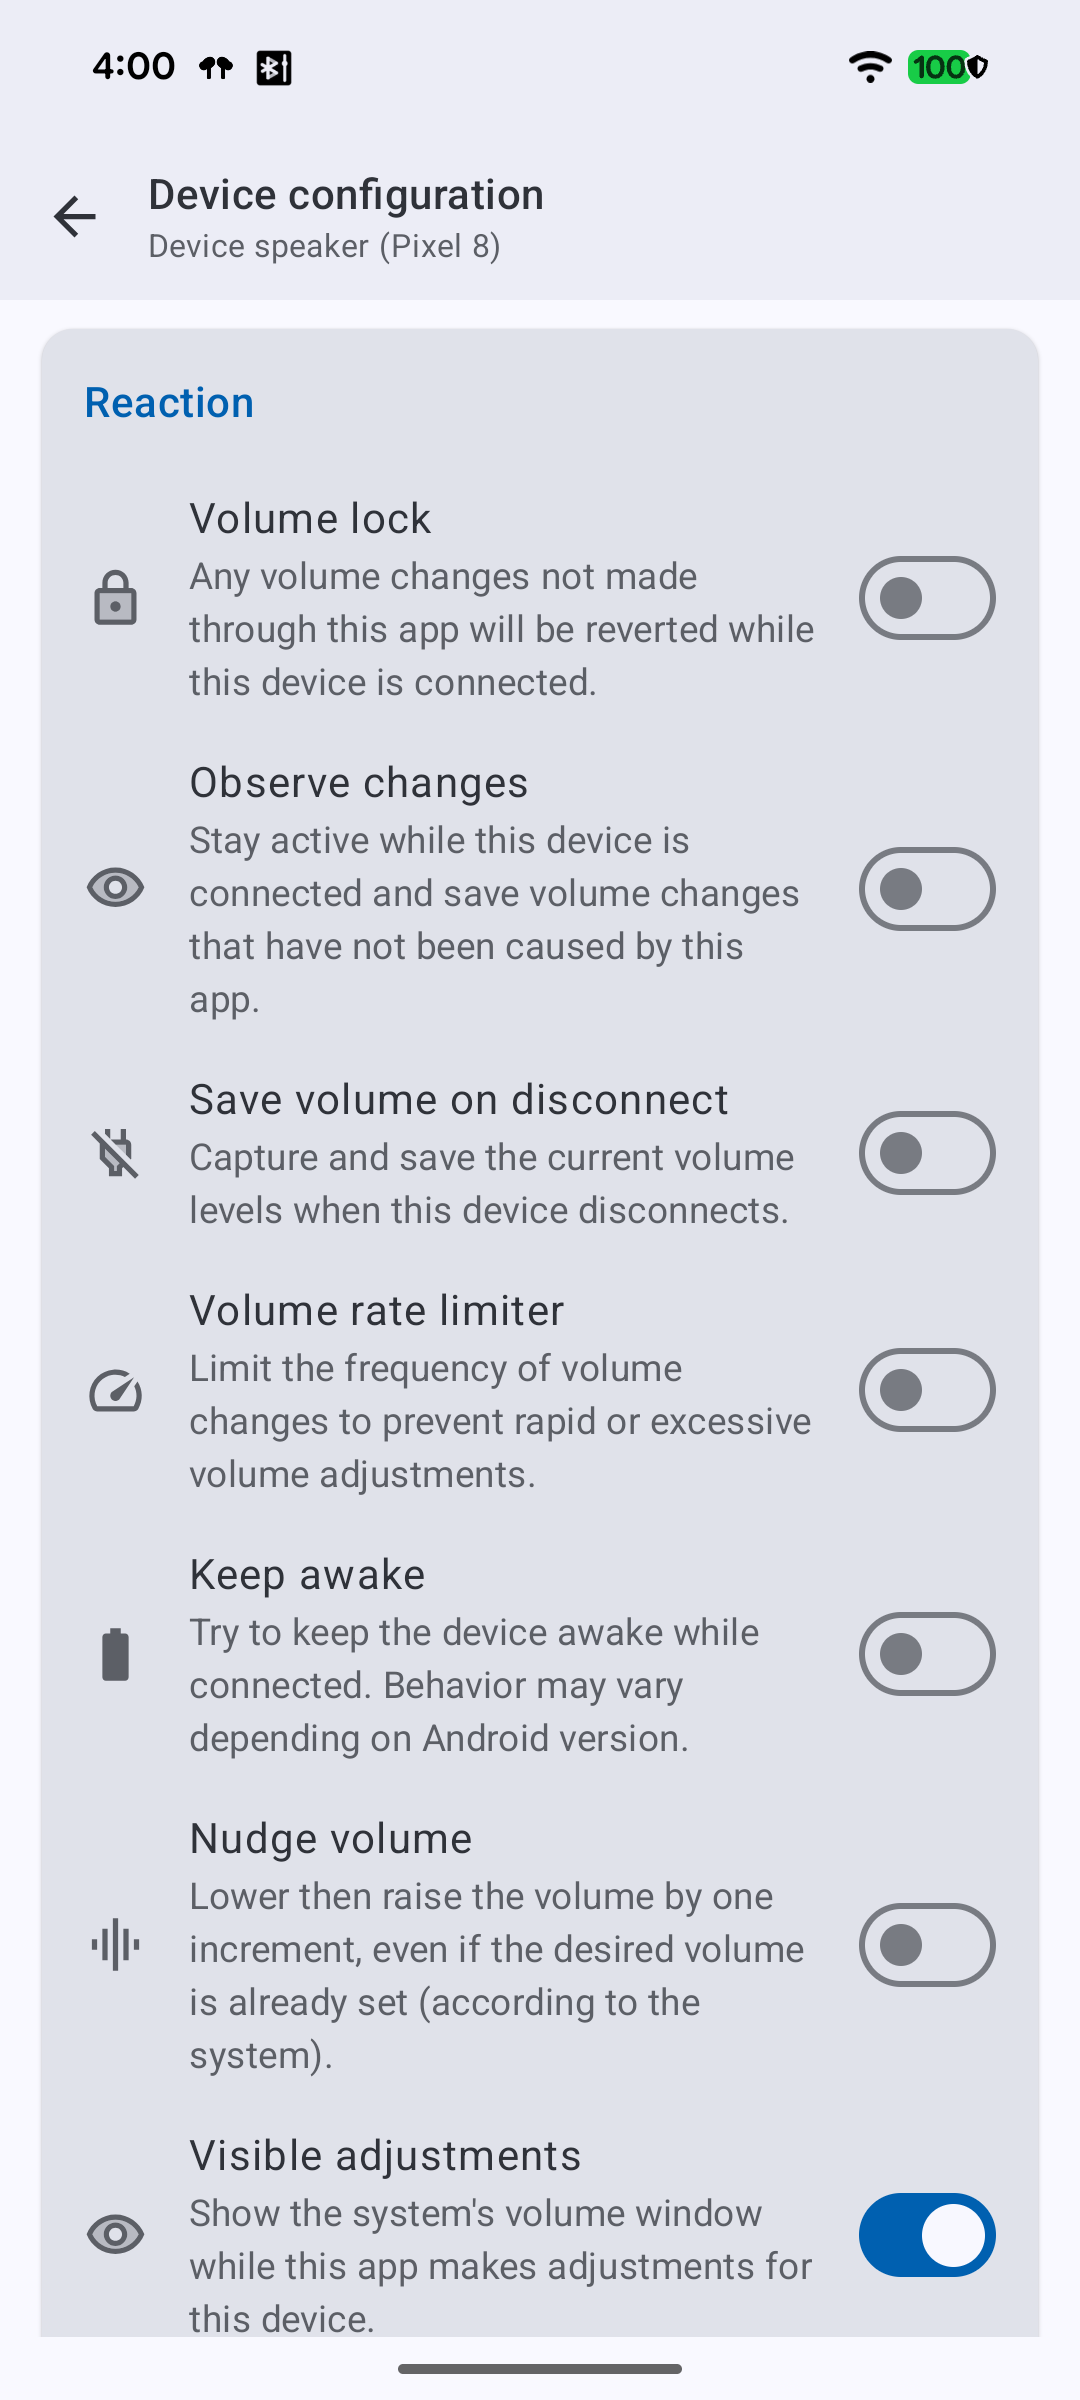 4:00
100
Device configuration
Device speaker (Pixel 8)
Reaction
Volume lock
Any volume changes not made
through this app will be reverted while
this device is connected.
Observe changes
Stay active while this device is
connected and save volume changes
that have not been caused by this
app.
Save volume on disconnect
Capture and save the current volume
levels when this device disconnects.
Volume rate limiter
Limit the frequency of volume
changes to prevent rapid or excessive
volume adjustments.
Keep awake
Try to keep the device awake while
connected. Behavior may vary
depending on Android version.
Nudge volume
Lower then raise the volume by one
increment, even if the desired volume
is already set (according to the
system).
Visible adjustments
Show the system's volume window
while this app makes adjustments for
this device.